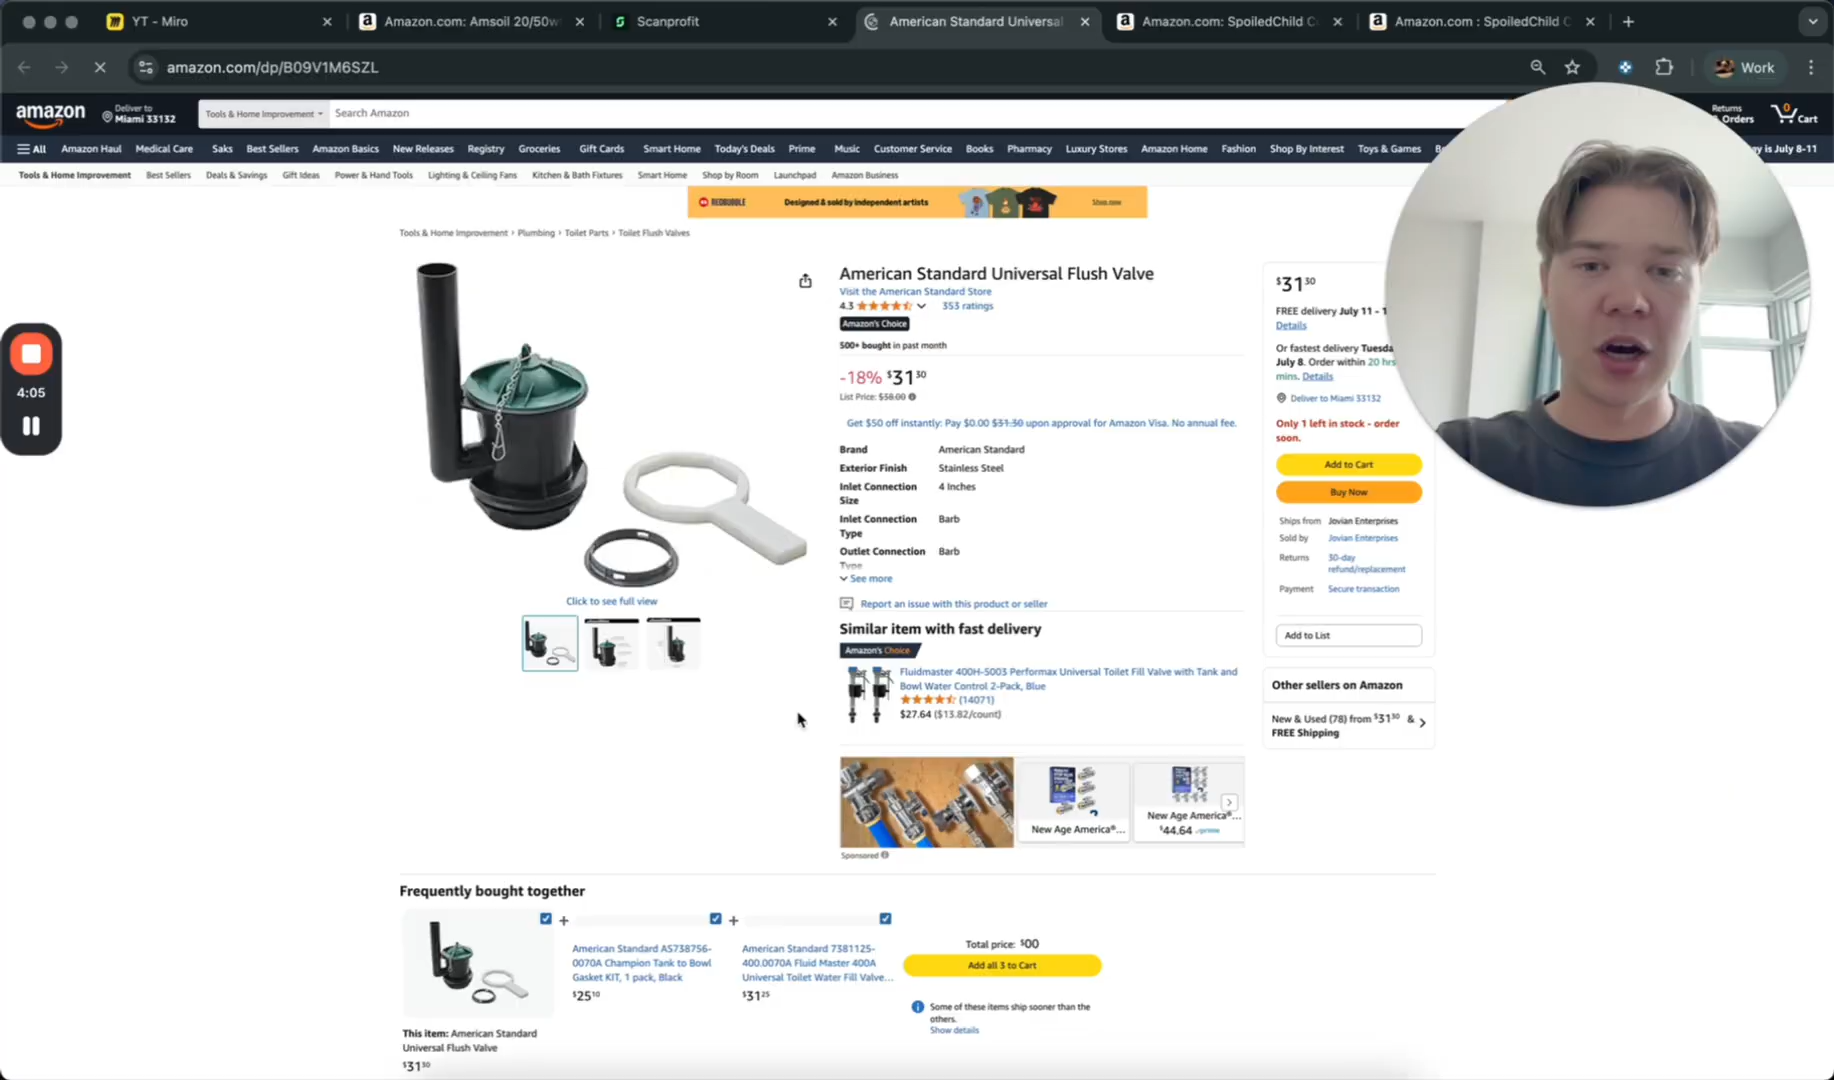 YT - Miro
Amazon.com: Amsoil 20/50w
Scanprofit
American Standard Universal
Amazon.com: SpoiledChild
Amazon.com : SpoiledChild
amazon.com/dp/B09V1M6SZL
Work
amazon
Deliver to
Miami 33132
Tools & Home Improvement
Search Amazon
Returns
Orders
0
Cart
All
Amazon Haul
Medical Care
Saks
Best Sellers
Amazon Basics
New Releases
Registry
Groceries
Gift Cards
Smart Home
Today's Deals
Prime
Music
Customer Service
Books
Pharmacy
Luxury Stores
Amazon Home
Fashion
Shop By Interest
Toys & Games
is July 8-11
Tools & Home Improvement
Best Sellers
Deals & Savings
Gift Ideas
Power & Hand Tools
Lighting & Ceiling Fans
Kitchen & Bath Fixtures
Smart Home
Shop by Room
Launchpad
Amazon Business
REDBUBBLE
Designed & sold by independent artists
Shop now
Tools & Home Improvement › Plumbing › Toilet Parts › Toilet Flush Valves
4:05
Click to see full view
American Standard Universal Flush Valve
Visit the American Standard Store
4.3
353 ratings
Amazon's Choice
500+ bought in past month
-18% $31 30
List Price: $38.00
Get $50 off instantly: Pay $0.00 $31.30 upon approval for Amazon Visa. No annual fee.
Brand American Standard
Exterior Finish Stainless Steel
Inlet Connection 4 Inches
Size
Inlet Connection Barb
Type
Outlet Connection Barb
Type
See more
Report an issue with this product or seller
Similar item with fast delivery
Amazon's Choice
Fluidmaster 400H-5003 Performax Universal Toilet Fill Valve with Tank and
Bowl Water Control 2-Pack, Blue
(14071)
$27.64 ($13.82/count)
New Age America®...
New Age America®...
$44.64 prime
Sponsored
$31 30
FREE delivery July 11 - 1
Details
Or fastest delivery Tuesda
July 8. Order within 20 hrs
mins. Details
Deliver to Miami 33132
Only 1 left in stock - order
soon.
Add to Cart
Buy Now
Ships from Jovian Enterprises
Sold by Jovian Enterprises
Returns 30-day
refund/replacement
Payment Secure transaction
Add to List
Other sellers on Amazon
New & Used (78) from $31 30 &
FREE Shipping
Frequently bought together
+
+
This item: American Standard
Universal Flush Valve
$31 30
American Standard AS738756-
0070A Champion Tank to Bowl
Gasket KIT, 1 pack, Black
$25 10
American Standard 7381125-
400.0070A Fluid Master 400A
Universal Toilet Water Fill Valve...
$31 25
Total price: $00
Add all 3 to Cart
Some of these items ship sooner than the
others.
Show details